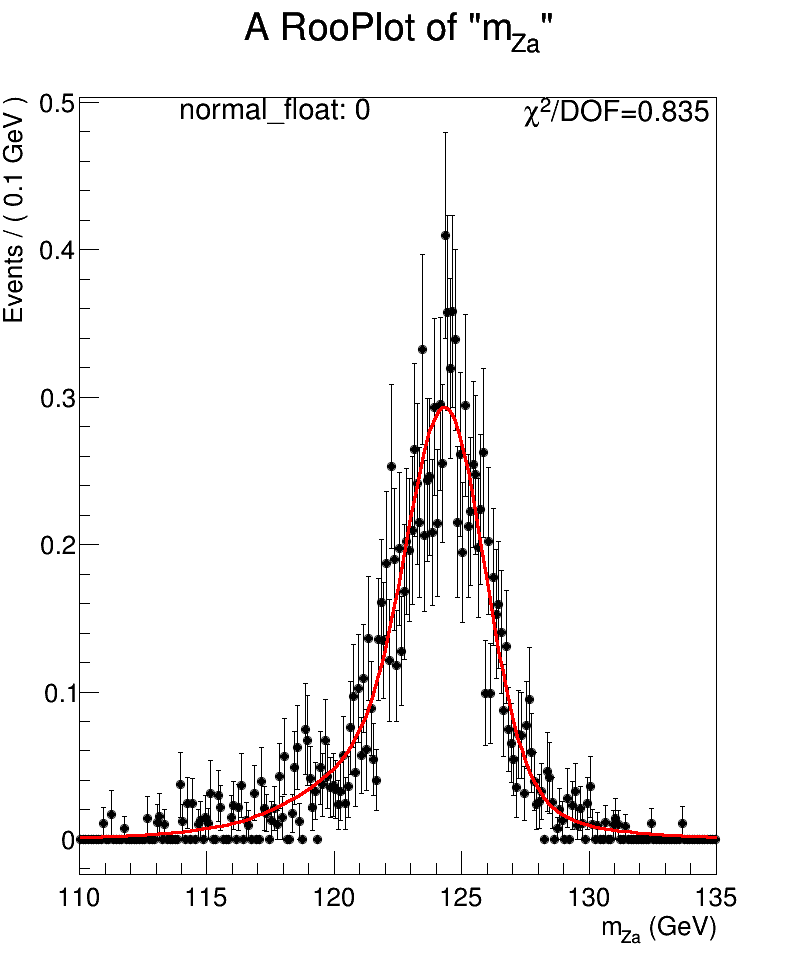 A RooPlot of "m_Za"
normal_float: 0
χ²/DOF=0.835
Events / ( 0.1 GeV )
0.5
0.4
0.3
0.2
0.1
0
110 115 120 125 130 135
m_Za (GeV)